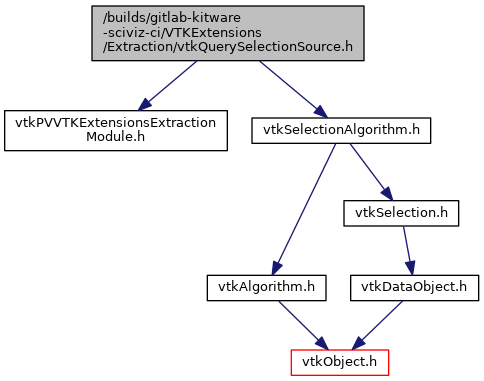 /builds/gitlab-kitware
-sciviz-ci/VTKExtensions
/Extraction/vtkQuerySelectionSource.h
vtkPVVTKExtensionsExtraction
Module.h
vtkSelectionAlgorithm.h
vtkSelection.h
vtkAlgorithm.h
vtkDataObject.h
vtkObject.h